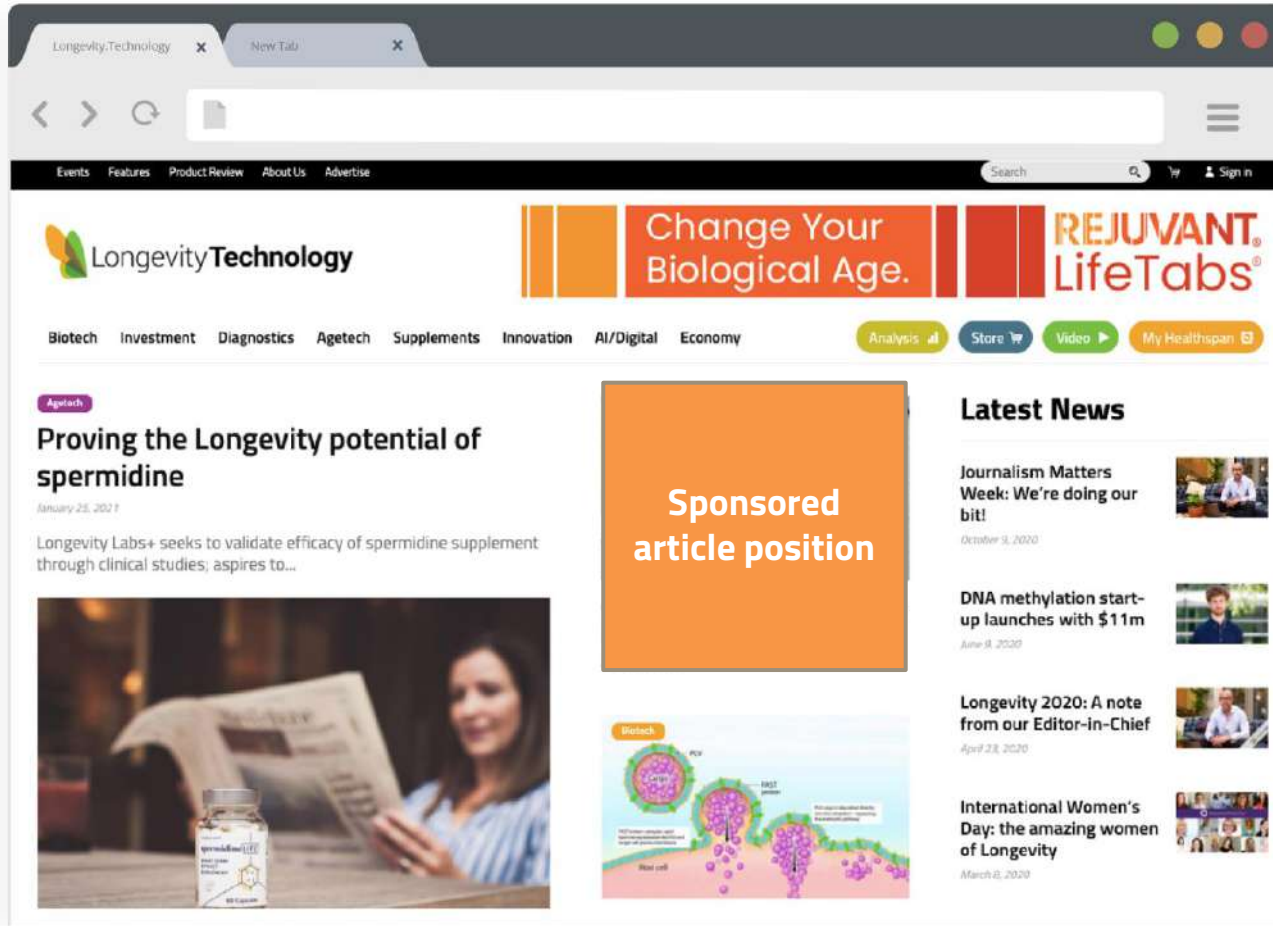 Longevity.Technology
New Tab
Events Features Product Review About Us Advertise
Search
Sign in
LongevityTechnology
Change Your
Biological Age.
REJUVANT®
LifeTabs®
Biotech Investment Diagnostics Agetech Supplements Innovation AI/Digital Economy
Analysis
Store
Video
My Healthspan
Agetech
Proving the Longevity potential of
spermidine
January 25, 2021
Longevity Labs+ seeks to validate efficacy of spermidine supplement
through clinical studies; aspires to...
spermidineLIFE
Sponsored
article position
Biotech
PLV
Cargo
FAST
protein
Host cell
Latest News
Journalism Matters
Week: We're doing our
bit!
October 9, 2020
DNA methylation start-
up launches with $11m
June 9, 2020
Longevity 2020: A note
from our Editor-in-Chief
April 23, 2020
International Women's
Day: the amazing women
of Longevity
March 8, 2020